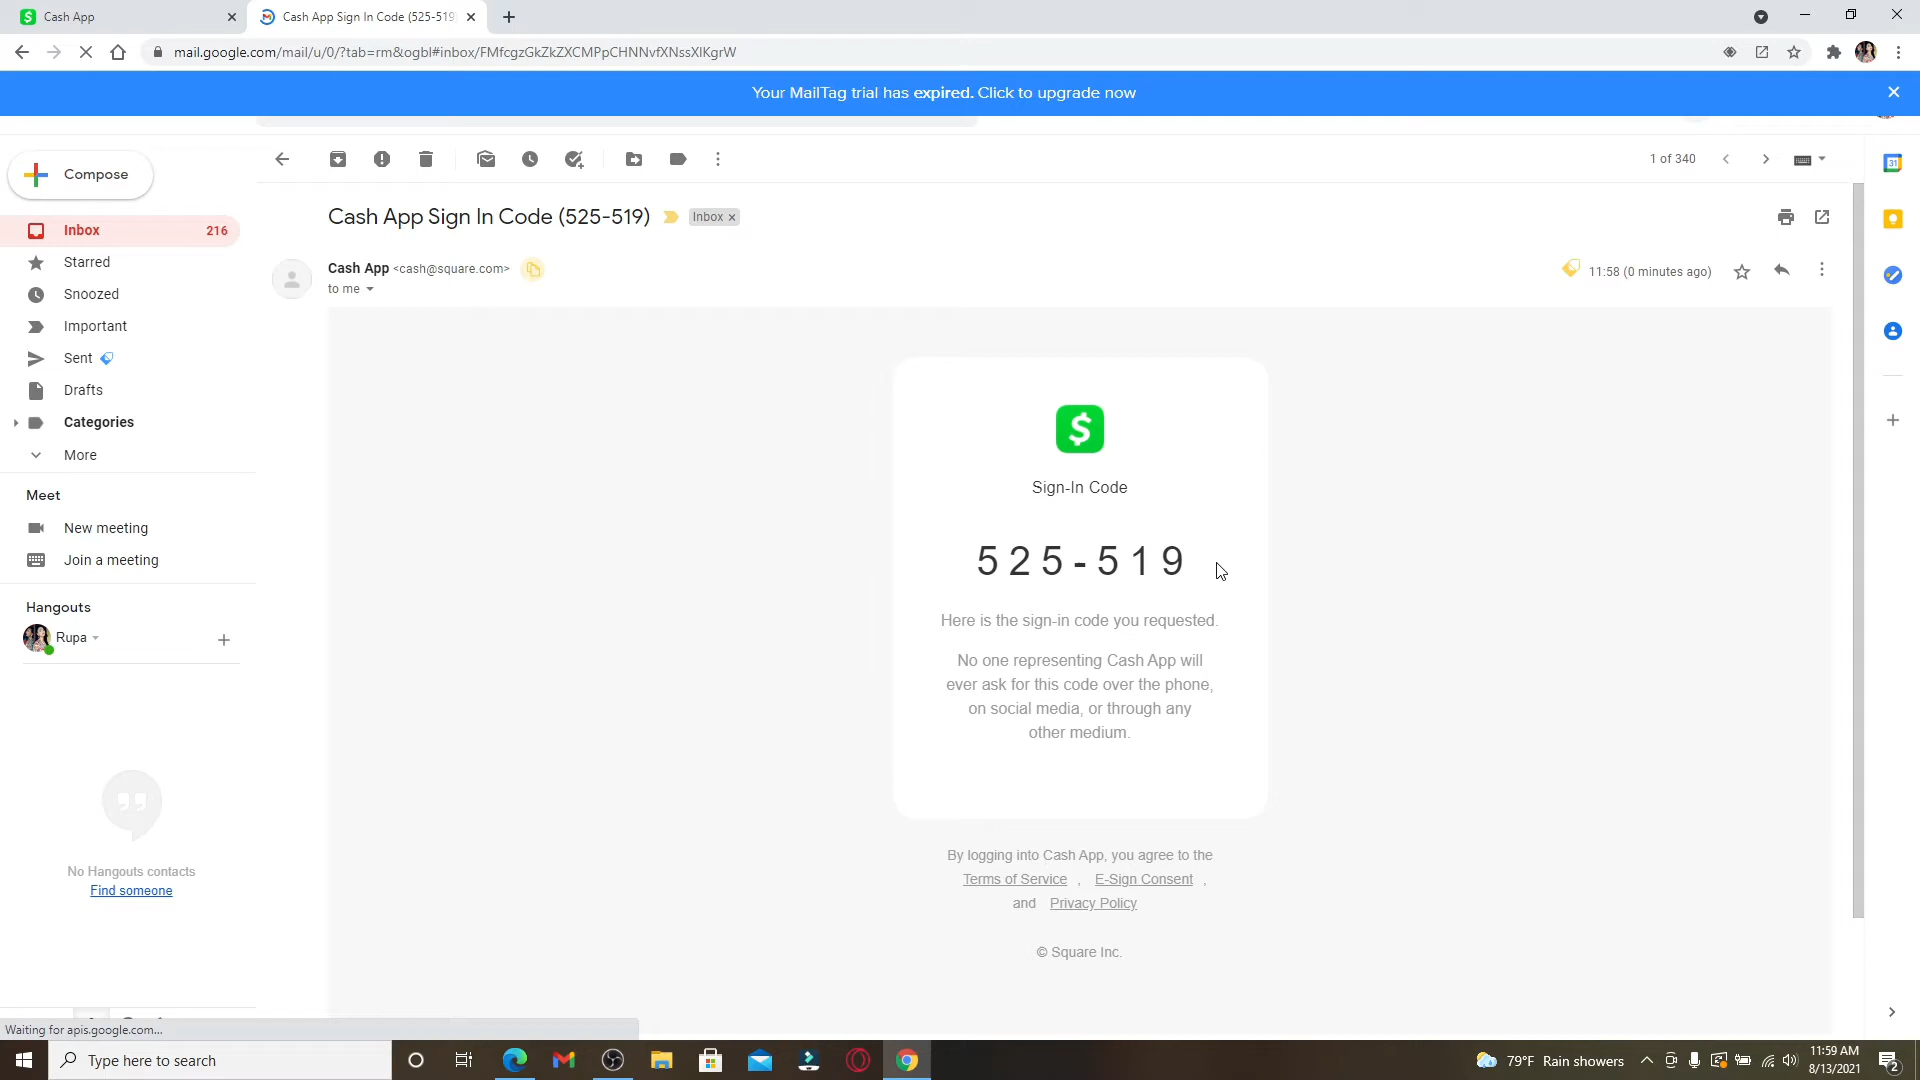 Cash App
Cash App Sign In Code (525-519
mail.google.com/mail/u/0/?tab=rm&ogbl#inbox/FMfcgzGkZkZXCMPpCHNNvfXNssXlKgrW
Your MailTag trial has expired. Click to upgrade now
Compose
1 of 340
Cash App Sign In Code (525-519)
Inbox
Inbox 216
Starred
Snoozed
Important
Sent
Drafts
Categories
More
Meet
New meeting
Join a meeting
Hangouts
Rupa
No Hangouts contacts
Find someone
Cash App <cash@square.com>
11:58 (0 minutes ago)
to me
31
Sign-In Code
525-519
Here is the sign-in code you requested.
No one representing Cash App will
ever ask for this code over the phone,
on social media, or through any
other medium.
By logging into Cash App, you agree to the
Terms of Service , E-Sign Consent ,
and Privacy Policy
© Square Inc.
Waiting for apis.google.com...
Type here to search
79°F Rain showers
11:59 AM
8/13/2021
2